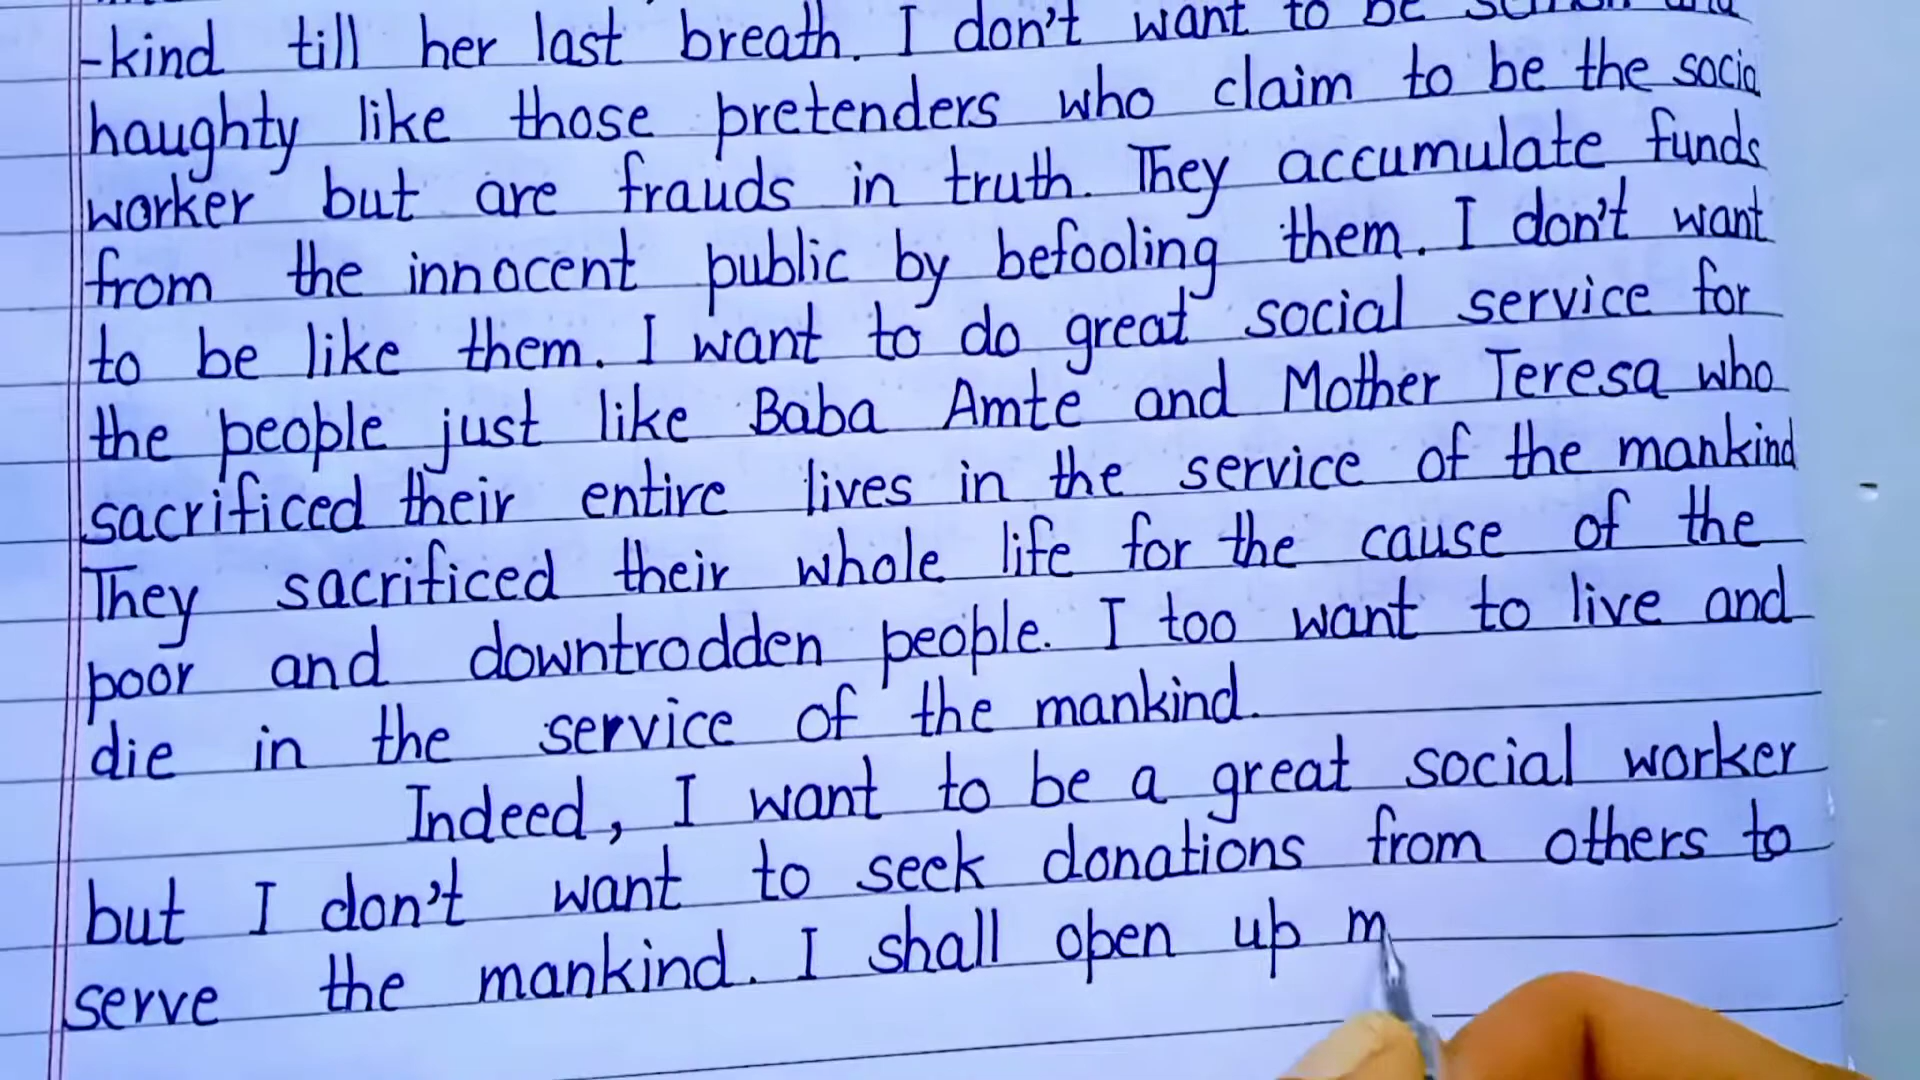 -kind till her last breath. I don't want to be
haughty like those pretenders who claim to be the socia
worker but are frauds in truth. They accumulate funds
from the innocent public by befooling them. I don't want
to be like them. I want to do great social service for
the people just like Baba Amte and Mother Teresa who
sacrificed their entire lives in the service of the mankind
They sacrificed their whole life for the cause of the
poor and downtrodden people. I too want to live and
die in the service of the mankind.
Indeed, I want to be a great social worker
but I don't want to seek donations from others to
serve the mankind. I shall open up m